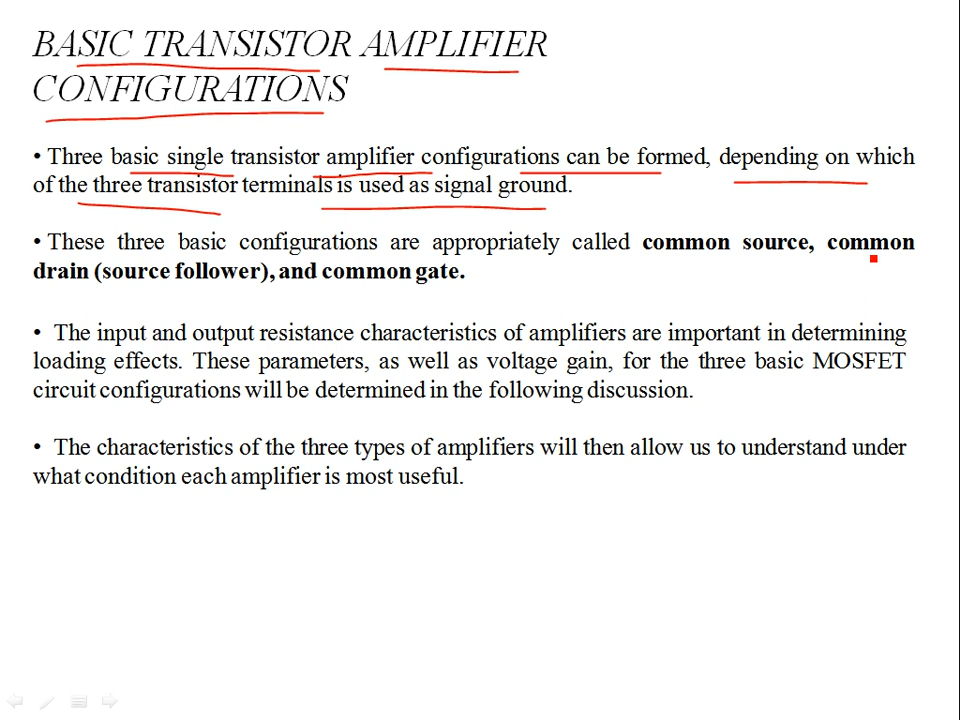 BASIC TRANSISTOR AMPLIFIER
CONFIGURATIONS
• Three basic single transistor amplifier configurations can be formed, depending on which
of the three transistor terminals is used as signal ground.
• These three basic configurations are appropriately called common source, common
drain (source follower), and common gate.
• The input and output resistance characteristics of amplifiers are important in determining
loading effects. These parameters, as well as voltage gain, for the three basic MOSFET
circuit configurations will be determined in the following discussion.
• The characteristics of the three types of amplifiers will then allow us to understand under
what condition each amplifier is most useful.